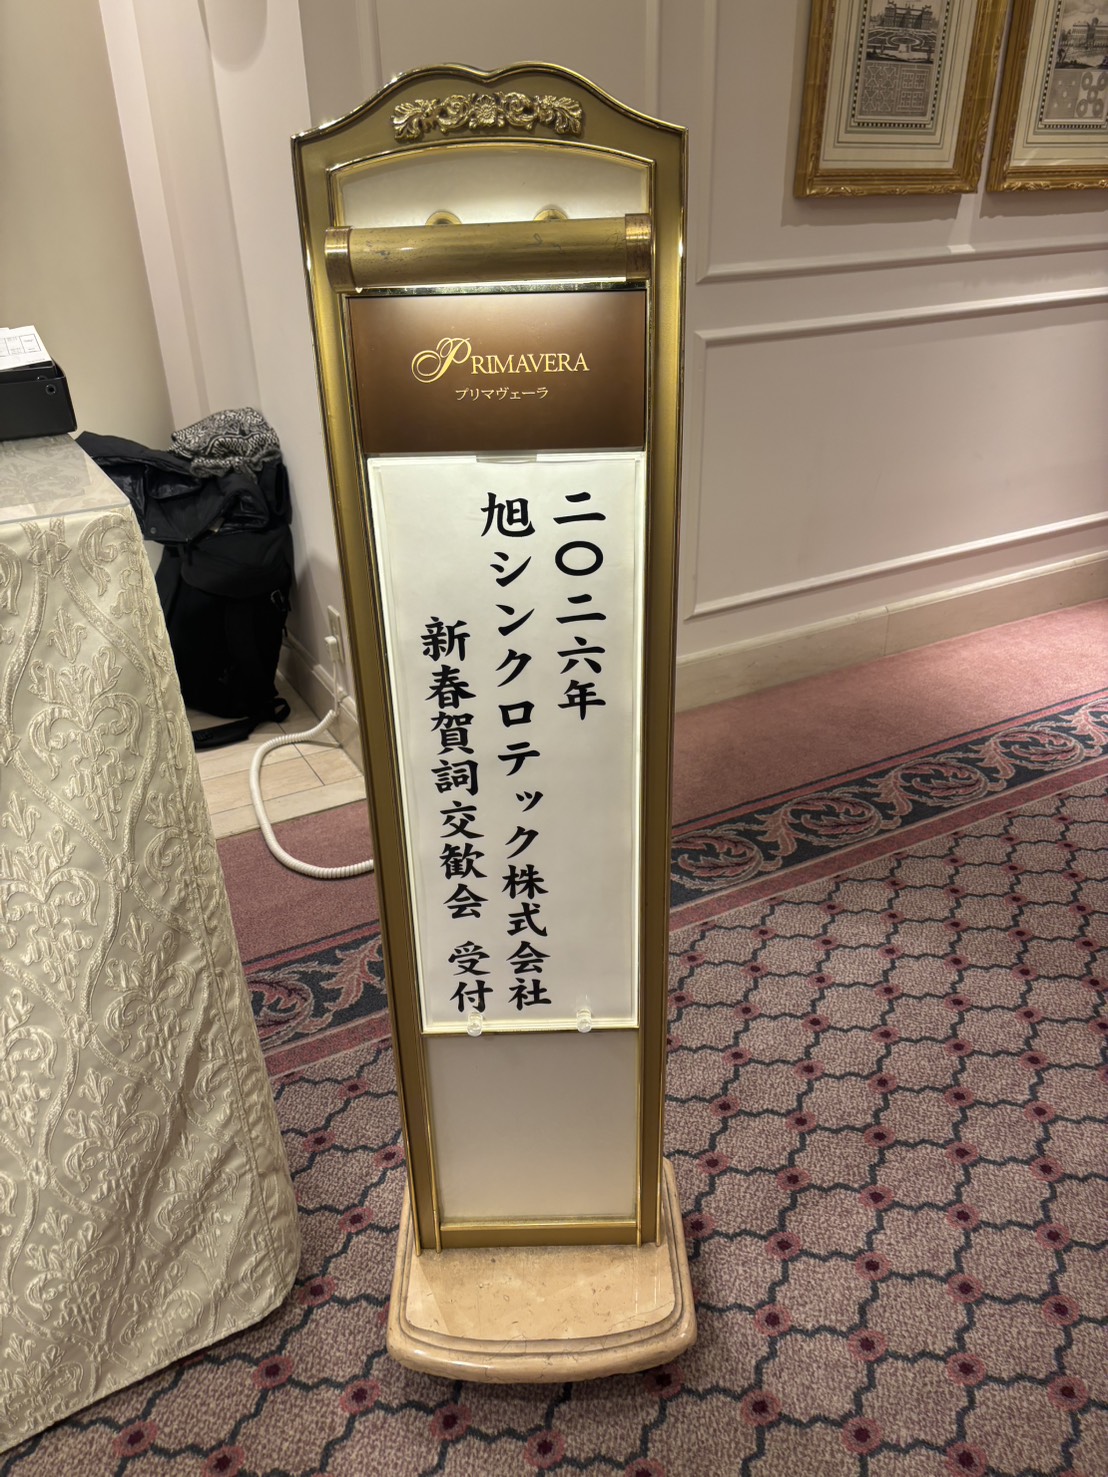 PRIMAVERA
プリマヴェーラ
二〇二六年
旭シンクロテック株式会社
新春賀詞交歓会 受付